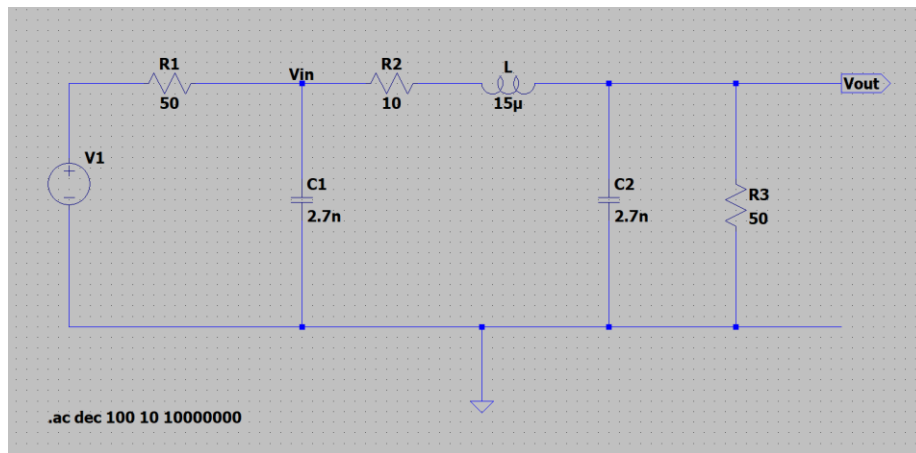 R1
50
Vin
R2
10
L
15µ
Vout
V1
C1
2.7n
C2
2.7n
R3
50
.ac dec 100 10 10000000